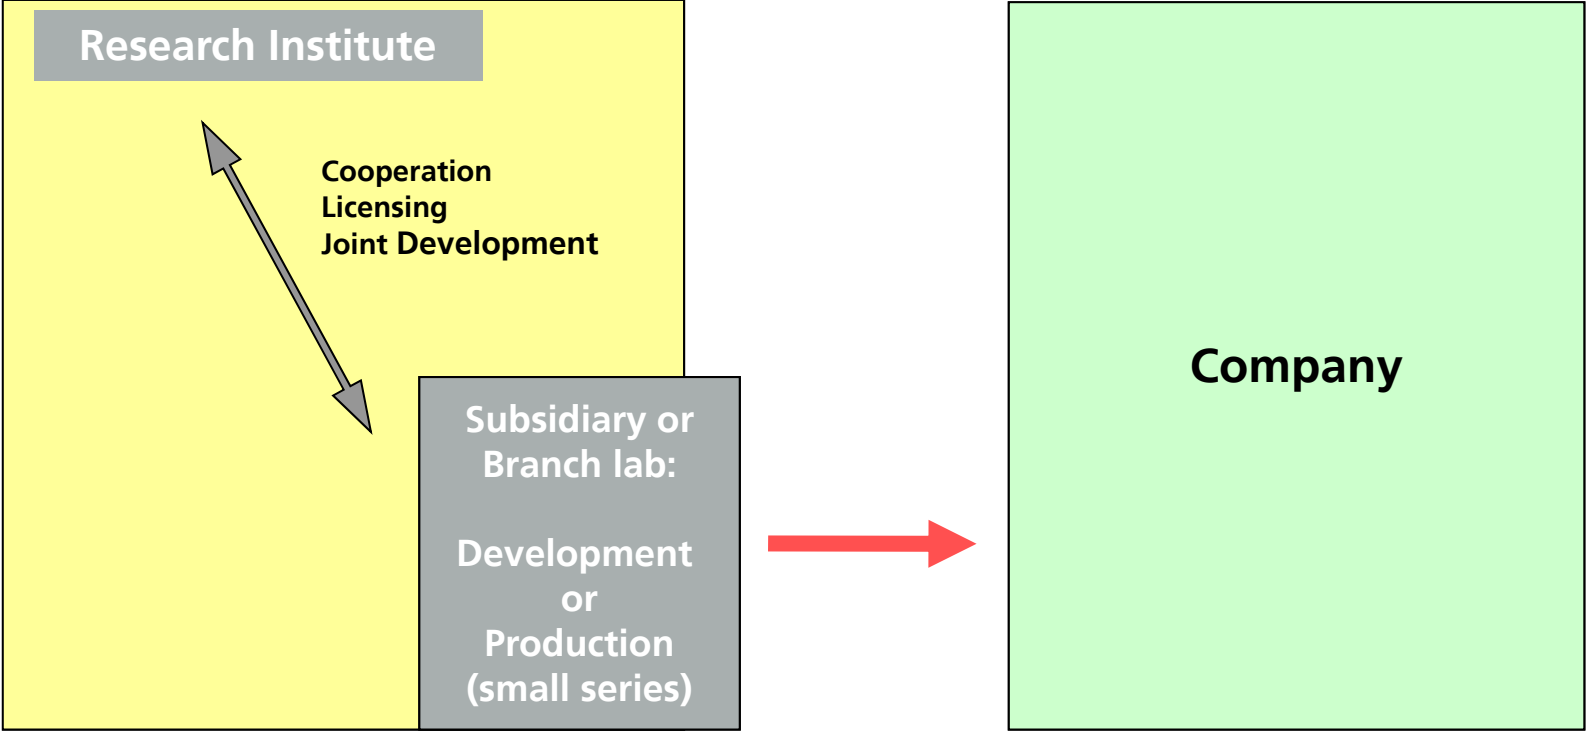 Research Institute
Cooperation
Licensing
Joint Development
Subsidiary or
Branch lab:
Development
or
Production
(small series)
Company